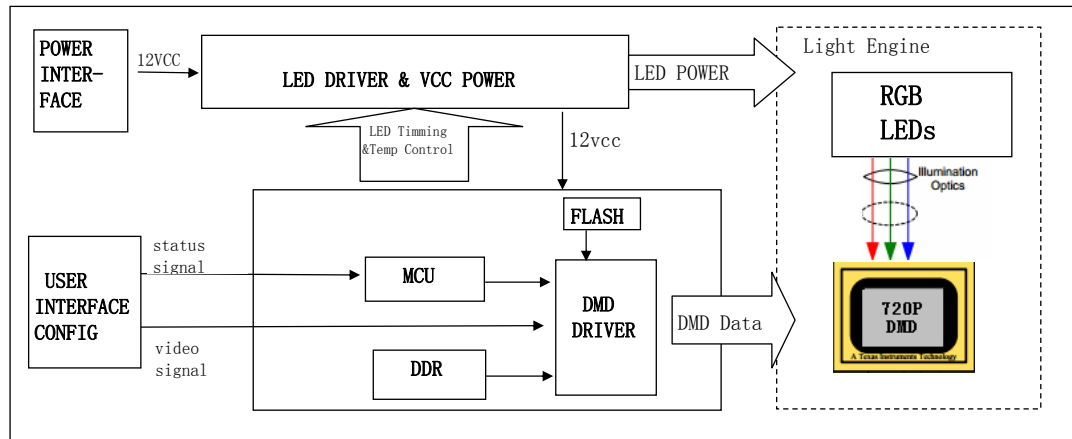 POWER
INTER-
FACE
12VCC
LED DRIVER & VCC POWER
LED POWER
Light Engine
RGB
LEDs
Illumination
Optics
LED Timming
&Temp Control
12vcc
FLASH
USER
INTERFACE
CONFIG
status
signal
video
signal
MCU
DMD
DRIVER
DDR
DMD Data
720P
DMD
A Texas Instruments Technology